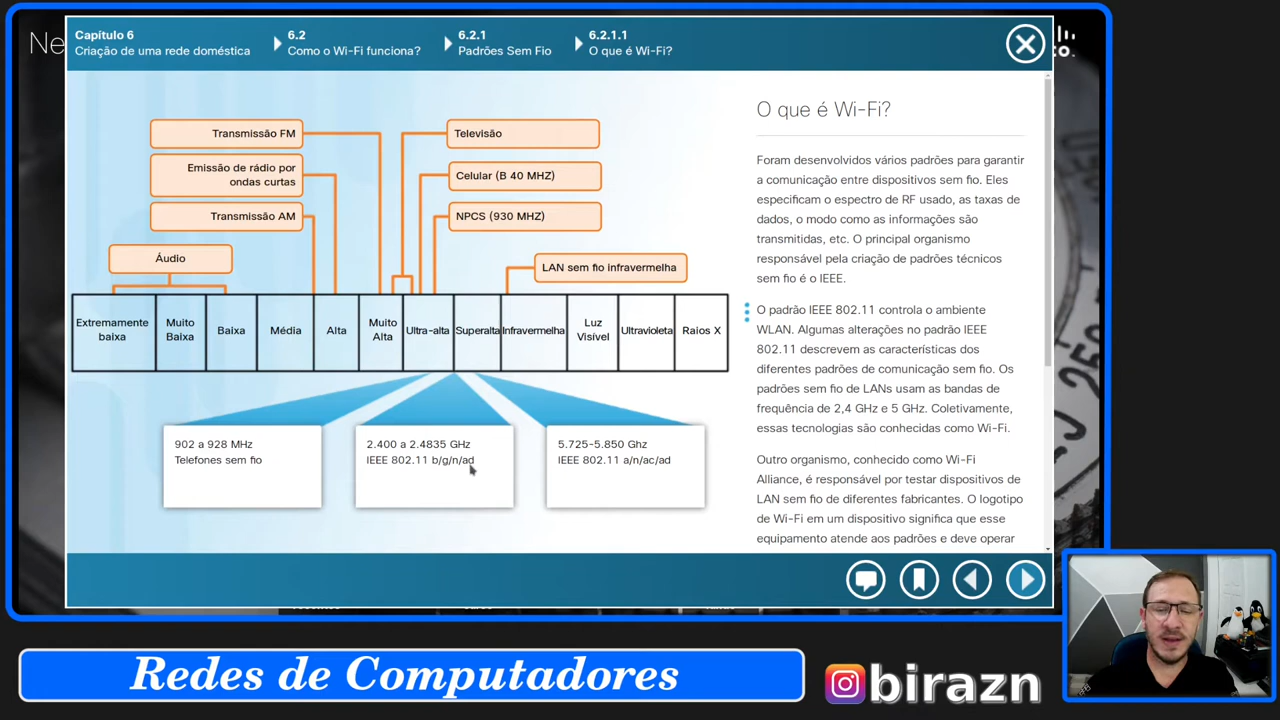 Ne
Capítulo 6
Criação de uma rede doméstica
6.2
Como o Wi-Fi funciona?
6.2.1
Padrões Sem Fio
6.2.1.1
O que é Wi-Fi?
Transmissão FM
Emissão de rádio por
ondas curtas
Transmissão AM
Áudio
Televisão
Celular (B 40 MHZ)
NPCS (930 MHZ)
LAN sem fio infravermelha
Extremamente
baixa
Muito
Baixa
Baixa
Média
Alta
Muito
Alta
Ultra-alta
Superalta
Infravermelha
Luz
Visível
Ultravioleta
Raios X
902 a 928 MHz
Telefones sem fio
2.400 a 2.4835 GHz
IEEE 802.11 b/g/n/ad
5.725-5.850 Ghz
IEEE 802.11 a/n/ac/ad
O que é Wi-Fi?
Foram desenvolvidos vários padrões para garantir
a comunicação entre dispositivos sem fio. Eles
especificam o espectro de RF usado, as taxas de
dados, o modo como as informações são
transmitidas, etc. O principal organismo
responsável pela criação de padrões técnicos
sem fio é o IEEE.
O padrão IEEE 802.11 controla o ambiente
WLAN. Algumas alterações no padrão IEEE
802.11 descrevem as características dos
diferentes padrões de comunicação sem fio. Os
padrões sem fio de LANs usam as bandas de
frequência de 2,4 GHz e 5 GHz. Coletivamente,
essas tecnologias são conhecidas como Wi-Fi.
Outro organismo, conhecido como Wi-Fi
Alliance, é responsável por testar dispositivos de
LAN sem fio de diferentes fabricantes. O logotipo
de Wi-Fi em um dispositivo significa que esse
equipamento atende aos padrões e deve operar
Redes de Computadores
birazn